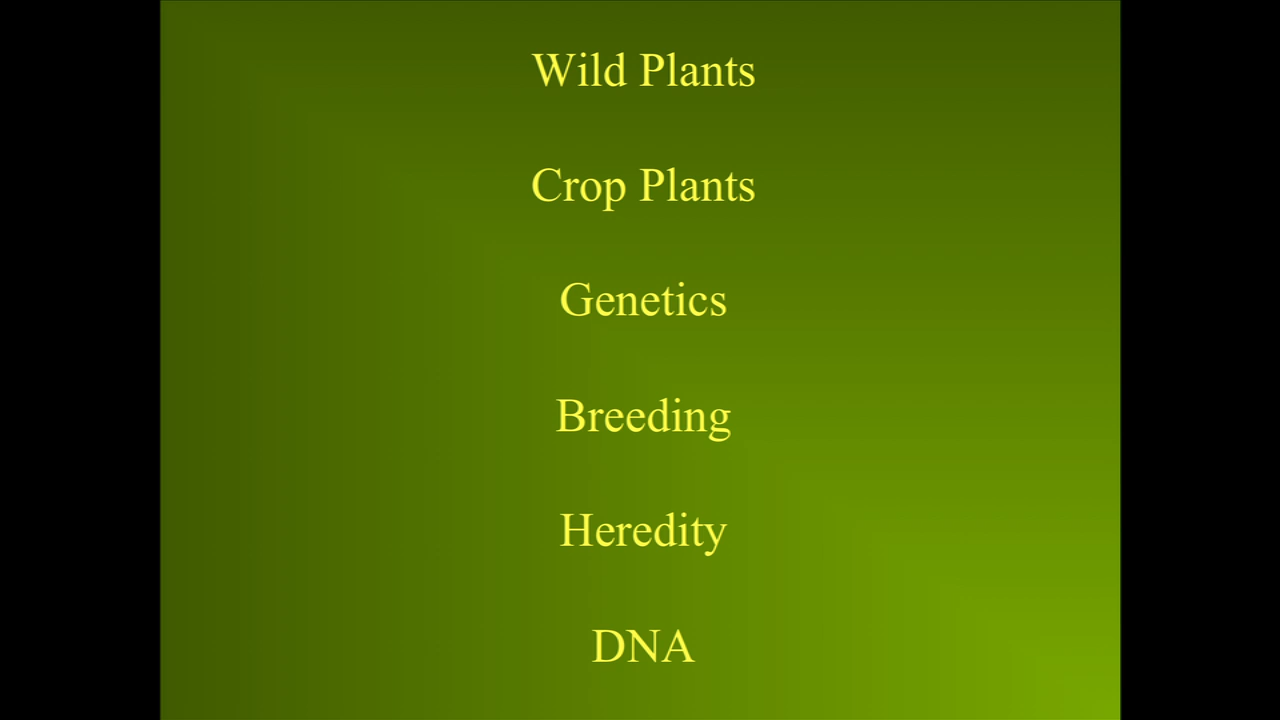 Wild Plants
Crop Plants
Genetics
Breeding
Heredity
DNA